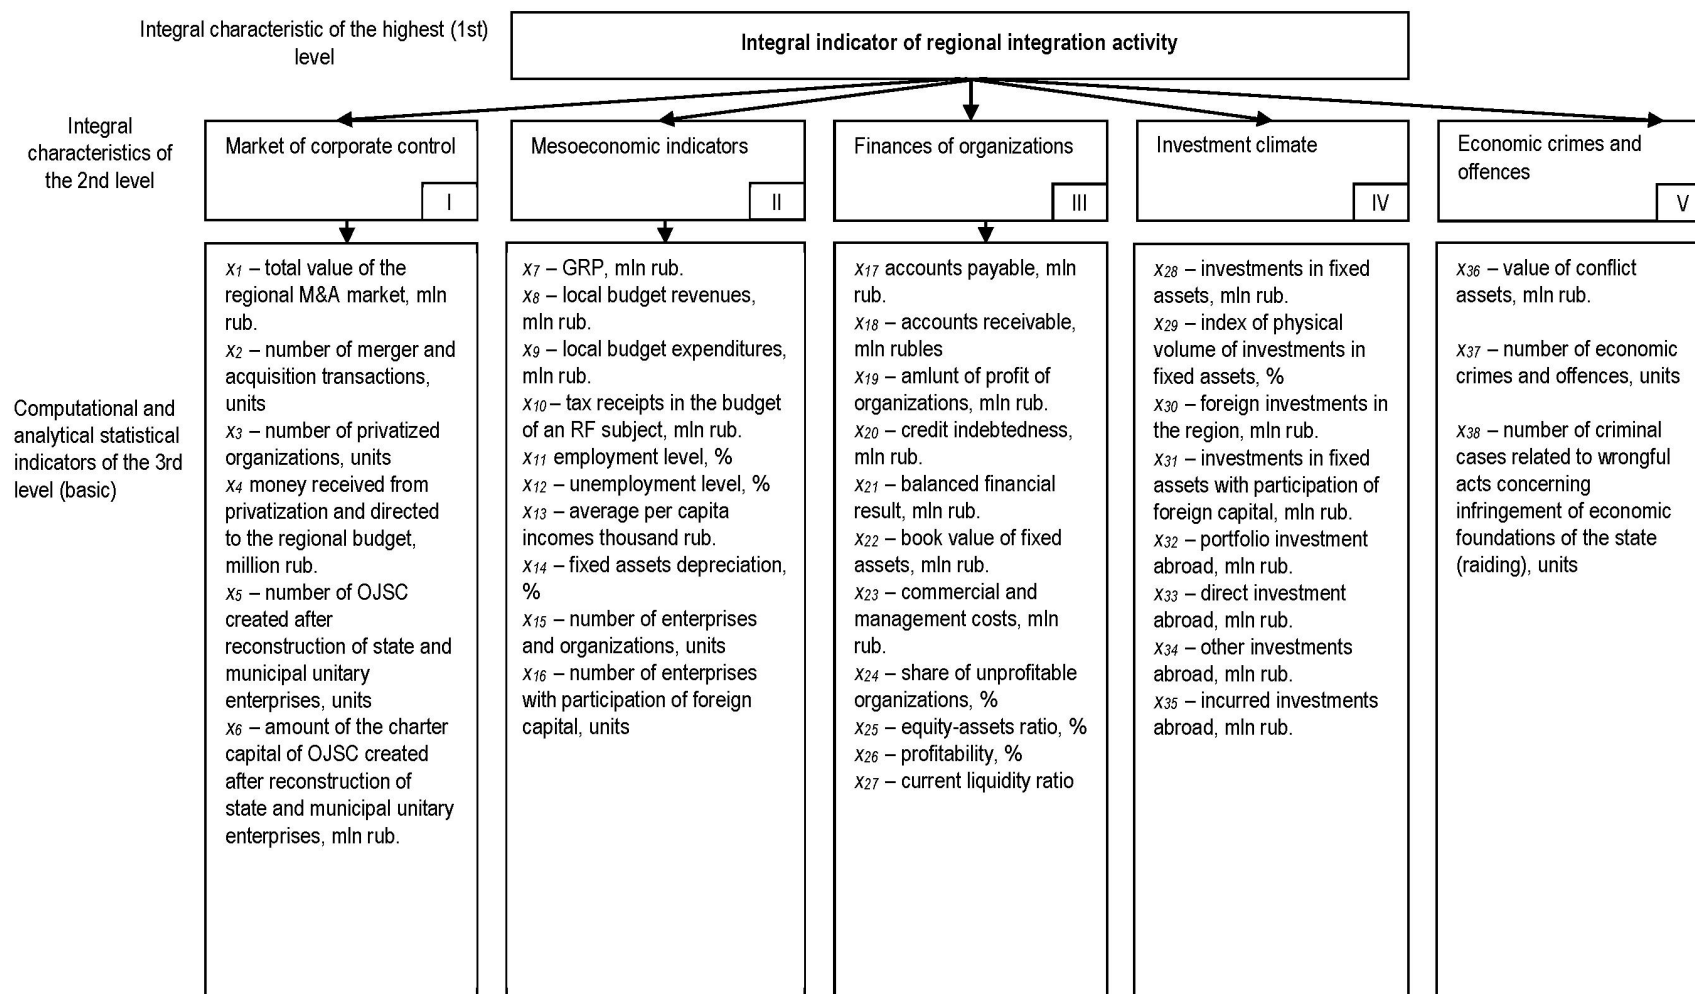 Integral characteristic of the highest (1st)
level
Integral indicator of regional integration activity
Integral
characteristics of
the 2nd level
Market of corporate control
I
Mesoeconomic indicators
II
Finances of organizations
III
Investment climate
IV
Economic crimes and
offences
V
Computational and
analytical statistical
indicators of the 3rd
level (basic)
x1 – total value of the
regional M&A market, mln
rub.
x2 – number of merger and
acquisition transactions,
units
x3 – number of privatized
organizations, units
x4 money received from
privatization and directed
to the regional budget,
million rub.
x5 – number of OJSC
created after
reconstruction of state and
municipal unitary
enterprises, units
x6 – amount of the charter
capital of OJSC created
after reconstruction of
state and municipal unitary
enterprises, mln rub.
x7 – GRP, mln rub.
x8 – local budget revenues,
mln rub.
x9 – local budget expenditures,
mln rub.
x10 – tax receipts in the budget
of an RF subject, mln rub.
x11 employment level, %
x12 – unemployment level, %
x13 – average per capita
incomes thousand rub.
x14 – fixed assets depreciation,
%
x15 – number of enterprises
and organizations, units
x16 – number of enterprises
with participation of foreign
capital, units
x17 accounts payable, mln
rub.
x18 – accounts receivable,
mln rubles
x19 – amlunt of profit of
organizations, mln rub.
x20 – credit indebtedness,
mln rub.
x21 – balanced financial
result, mln rub.
x22 – book value of fixed
assets, mln rub.
x23 – commercial and
management costs, mln
rub.
x24 – share of unprofitable
organizations, %
x25 – equity-assets ratio, %
x26 – profitability, %
x27 – current liquidity ratio
x28 – investments in fixed
assets, mln rub.
x29 – index of physical
volume of investments in
fixed assets, %
x30 – foreign investments in
the region, mln rub.
x31 – investments in fixed
assets with participation of
foreign capital, mln rub.
x32 – portfolio investment
abroad, mln rub.
x33 – direct investment
abroad, mln rub.
x34 – other investments
abroad, mln rub.
x35 – incurred investments
abroad, mln rub.
x36 – value of conflict
assets, mln rub.
x37 – number of economic
crimes and offences, units
x38 – number of criminal
cases related to wrongful
acts concerning
infringement of economic
foundations of the state
(raiding), units